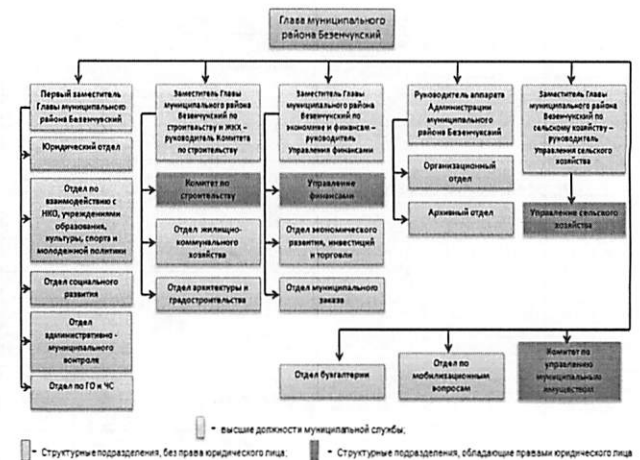 Глава муниципального
района Безенчукский
Первый заместитель
Главы муниципального
района Безенчукский
Юридический отдел
Отдел по
взаимодействию с
НКО, учреждениями
образования,
культуры, спорта и
молодежной политики
Отдел социального
развития
Отдел
административно -
муниципального
контроля
Отдел по ГО и ЧС
Заместитель Главы
муниципального района
Безенчукский по
строительству и ЖКХ –
руководитель Комитета
по строительству
Комитет по
строительству
Отдел жилищно-
коммунального
хозяйства
Отдел архитектуры и
градостроительства
Заместитель Главы
муниципального района
Безенчукский по
экономике и финансам –
руководитель
Управления финансами
Управление
финансами
Отдел экономического
развития, инвестиций
и торговли
Отдел муниципального
заказа
Руководитель аппарата
Администрации
муниципального
района Безенчукский
Организационный
отдел
Архивный отдел
Заместитель Главы
муниципального района
Безенчукский по
сельскому хозяйству –
руководитель
Управления сельского
хозяйства
Управление сельского
хозяйства
Отдел бухгалтерии
Отдел по
мобилизационным
вопросам
Комитет по
управлению
муниципальным
имуществом
- высшие должности муниципальной службы;
- Структурные подразделения, без права юридического лица;
- Структурные подразделения, обладающие правами юридического лица